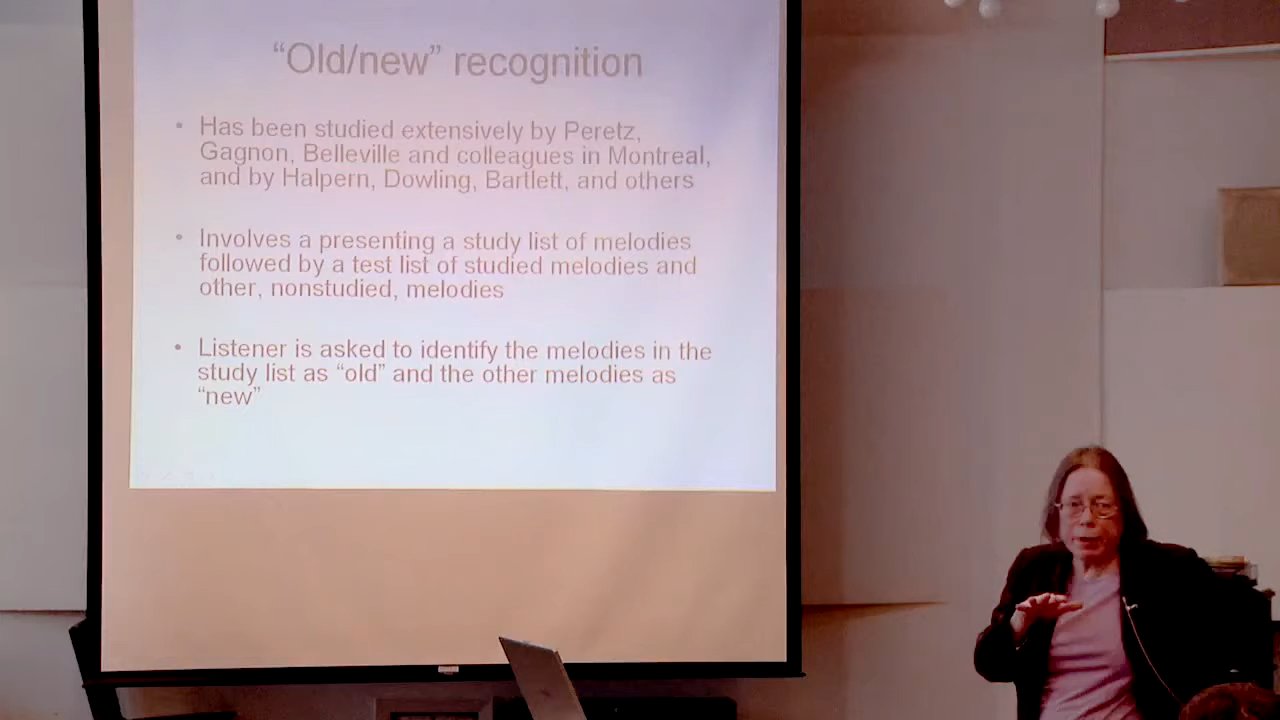 “Old/new” recognition
• Has been studied extensively by Peretz,
Gagnon, Belleville and colleagues in Montreal,
and by Halpern, Dowling, Bartlett, and others
• Involves a presenting a study list of melodies
followed by a test list of studied melodies and
other, nonstudied, melodies
• Listener is asked to identify the melodies in the
study list as “old” and the other melodies as
“new”